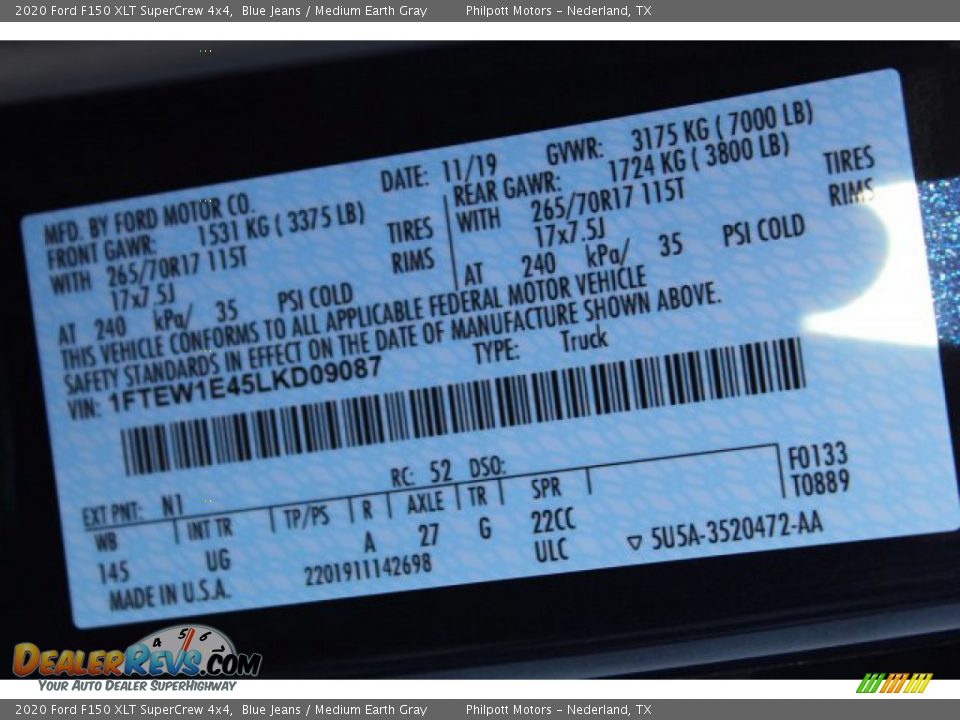 2020 Ford F150 XLT SuperCrew 4x4, Blue Jeans / Medium Earth Gray Philpott Motors – Nederland, TX
MFD. BY FORD MOTOR CO. DATE: 11/19 GVWR: 3175 KG ( 7000 LB)
FRONT GAWR: 1531 KG ( 3375 LB) REAR GAWR: 1724 KG ( 3800 LB)
WITH 265/70R17 115T TIRES WITH 265/70R17 115T TIRES
17x7.5J RIMS 17x7.5J RIMS
AT 240 kPa/ 35 PSI COLD AT 240 kPa/ 35 PSI COLD
THIS VEHICLE CONFORMS TO ALL APPLICABLE FEDERAL MOTOR VEHICLE
SAFETY STANDARDS IN EFFECT ON THE DATE OF MANUFACTURE SHOWN ABOVE.
VIN: 1FTEW1E45LKD09087 TYPE: Truck
F0133
T0889
EXT PNT: N1 RC: 52 DSO:
WB INT TR TP/PS R AXLE TR SPR
145 UG A 27 G 22CC
ULC
▽ 5U5A-3520472-AA
MADE IN U.S.A. 2201911142698
4 5 6
DEALERREVS.COM
YOUR AUTO DEALER SUPERHIGHWAY
2020 Ford F150 XLT SuperCrew 4x4, Blue Jeans / Medium Earth Gray Philpott Motors – Nederland, TX